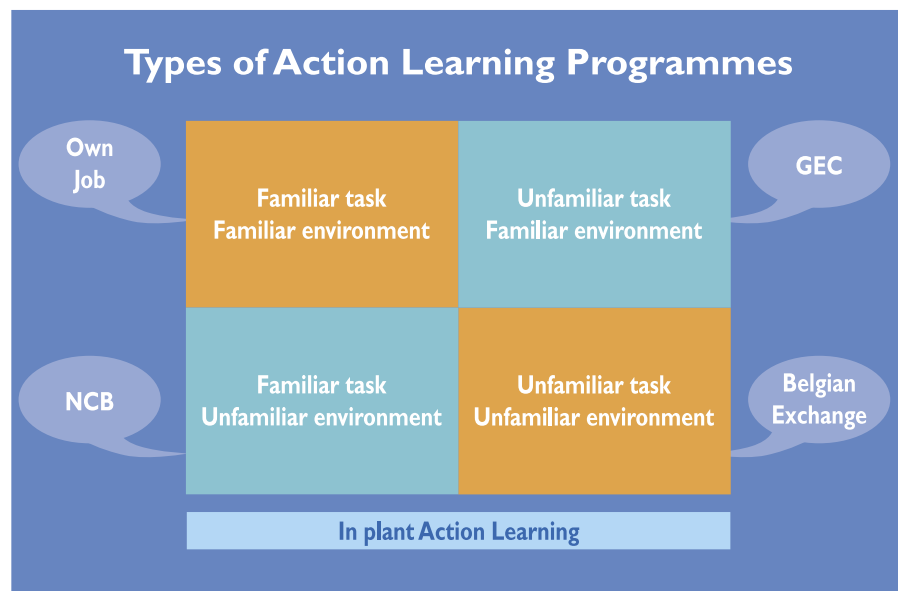 Types of Action Learning Programmes
Own
Job
Familiar task
Familiar environment
Unfamiliar task
Familiar environment
GEC
NCB
Familiar task
Unfamiliar environment
Unfamiliar task
Unfamiliar environment
Belgian
Exchange
In plant Action Learning